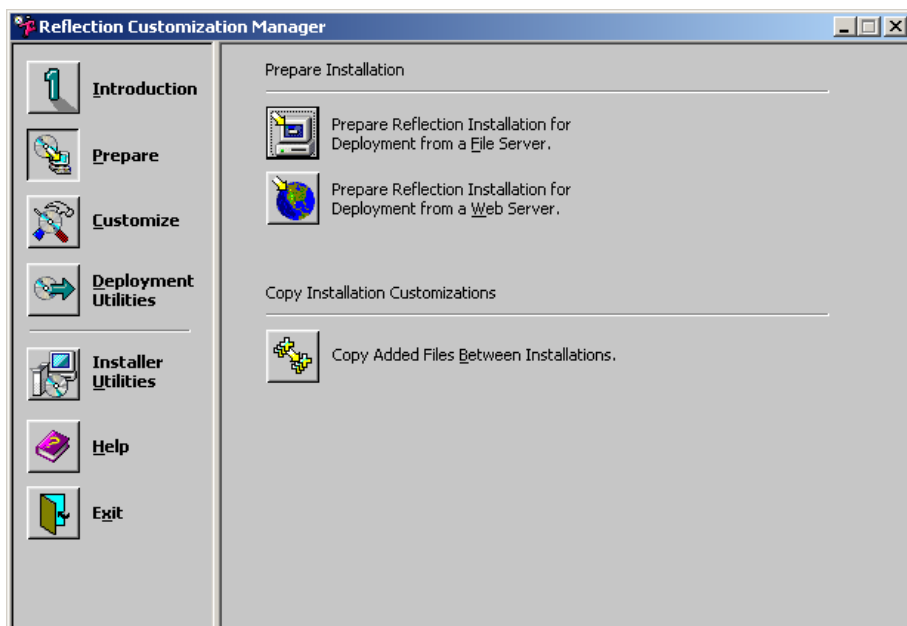 Reflection Customization Manager
Introduction
Prepare
Customize
Deployment
Utilities
Installer
Utilities
Help
Exit
Prepare Installation
Prepare Reflection Installation for
Deployment from a File Server.
Prepare Reflection Installation for
Deployment from a Web Server.
Copy Installation Customizations
Copy Added Files Between Installations.